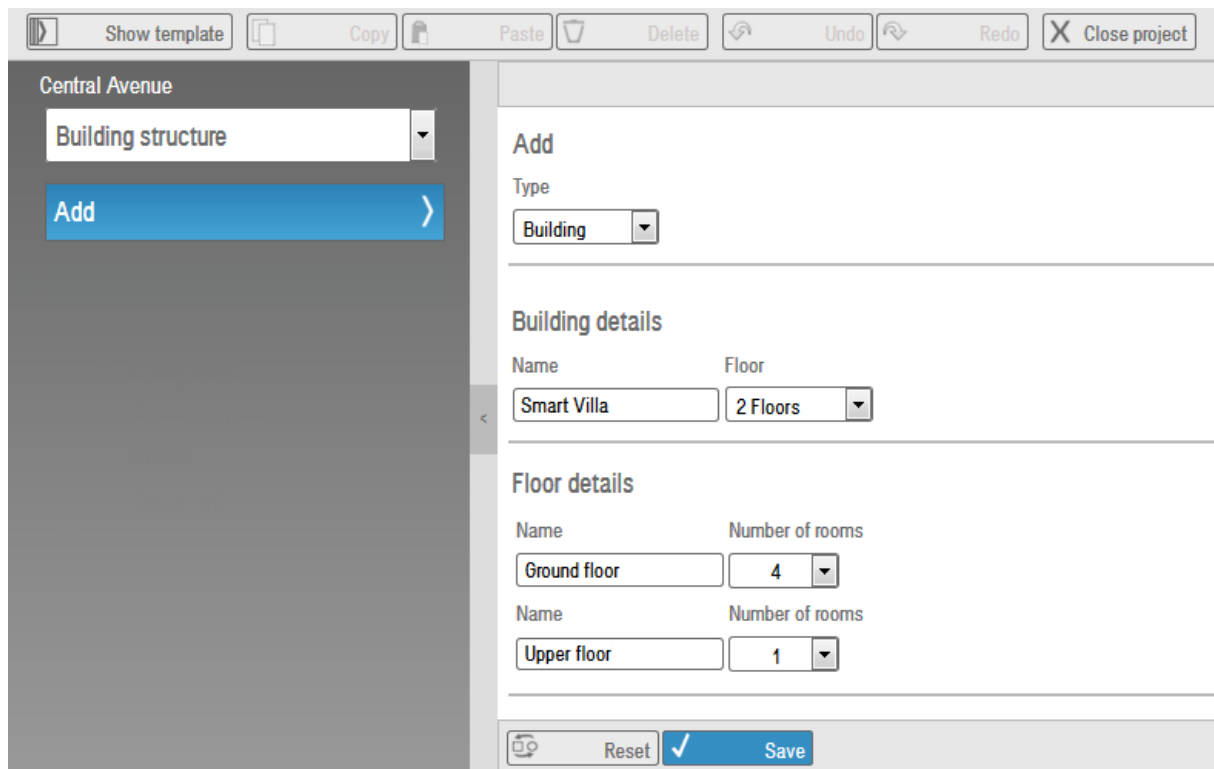 Show template Copy Paste Delete Undo Redo Close project
Central Avenue
Building structure
Add
Add
Type
Building
Building details
Name Floor
Smart Villa 2 Floors
<
Floor details
Name Number of rooms
Ground floor 4
Name Number of rooms
Upper floor 1
Reset Save